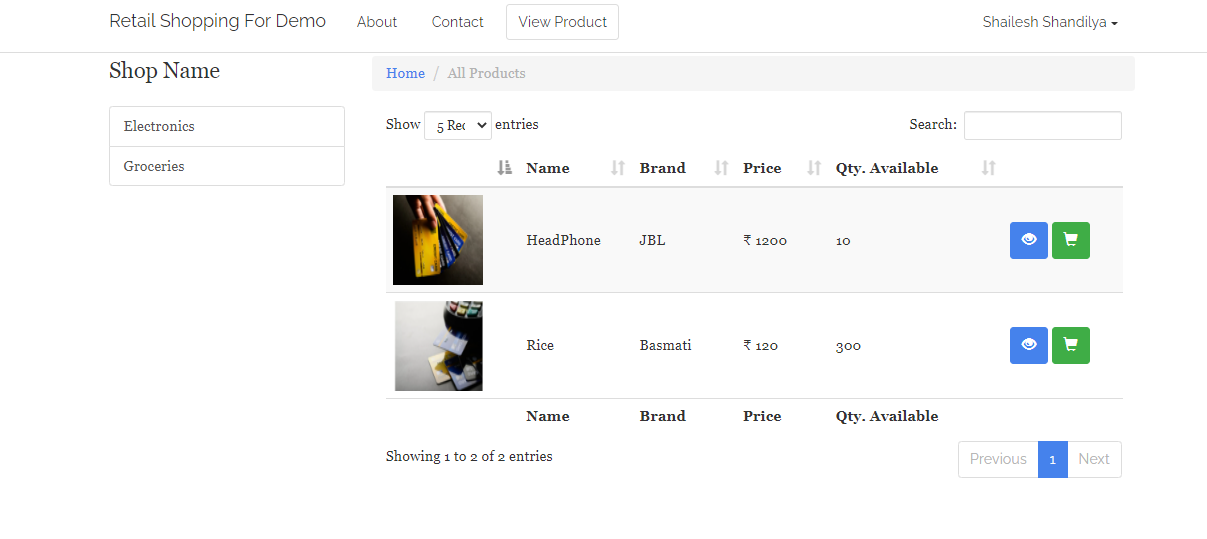 Retail Shopping For Demo About Contact View Product Shailesh Shandilya
Shop Name
Home / All Products
Electronics
Groceries
Show 5 Rec entries Search:
Name Brand Price Qty. Available
HeadPhone JBL ₹ 1200 10
Rice Basmati ₹ 120 300
Name Brand Price Qty. Available
Showing 1 to 2 of 2 entries
Previous 1 Next